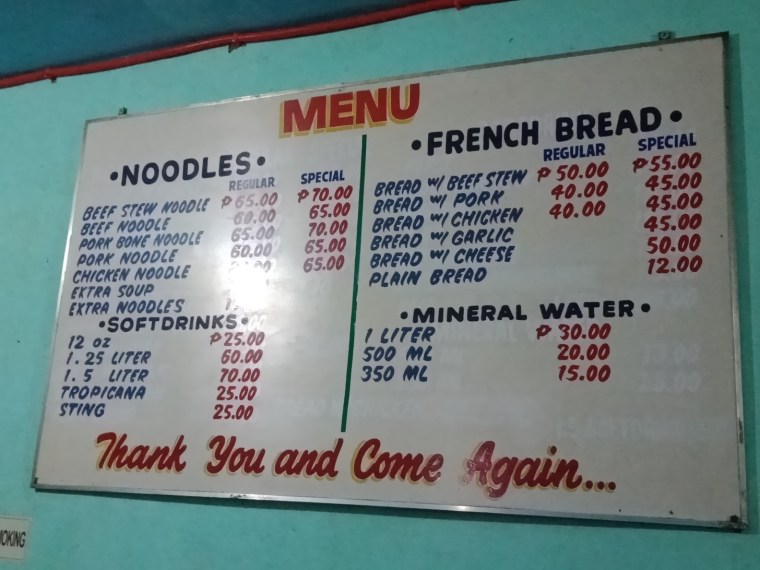 MENU
•NOODLES•
REGULAR SPECIAL
BEEF STEW NOODLE ₱65.00 ₱70.00
BEEF NOODLE 60.00 65.00
PORK BONE NOODLE 65.00 70.00
PORK NOODLE 60.00 65.00
CHICKEN NOODLE 65.00
EXTRA SOUP
EXTRA NOODLES
•SOFTDRINKS•
12 oz ₱25.00
1.25 LITER 60.00
1.5 LITER 70.00
TROPICANA 25.00
STING 25.00
•FRENCH BREAD•
REGULAR SPECIAL
BREAD W/ BEEF STEW ₱50.00 ₱55.00
BREAD W/ PORK 40.00 45.00
BREAD W/ CHICKEN 40.00 45.00
BREAD W/ GARLIC 45.00
BREAD W/ CHEESE 50.00
PLAIN BREAD 12.00
•MINERAL WATER•
1 LITER ₱30.00
500 ML 20.00
350 ML 15.00
Thank You and Come Again...